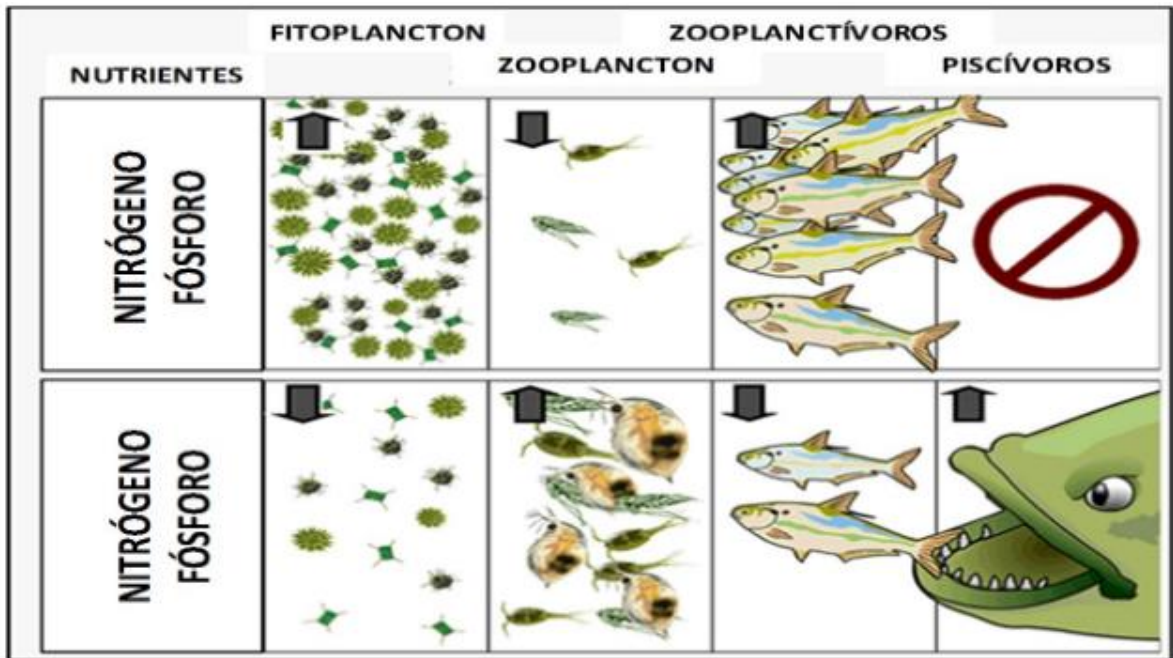 FITOPLANCTON
ZOOPLANCTÍVOROS
NUTRIENTES
ZOOPLANCTON
PISCÍVOROS
NITRÓGENO
FÓSFORO
NITRÓGENO
FÓSFORO